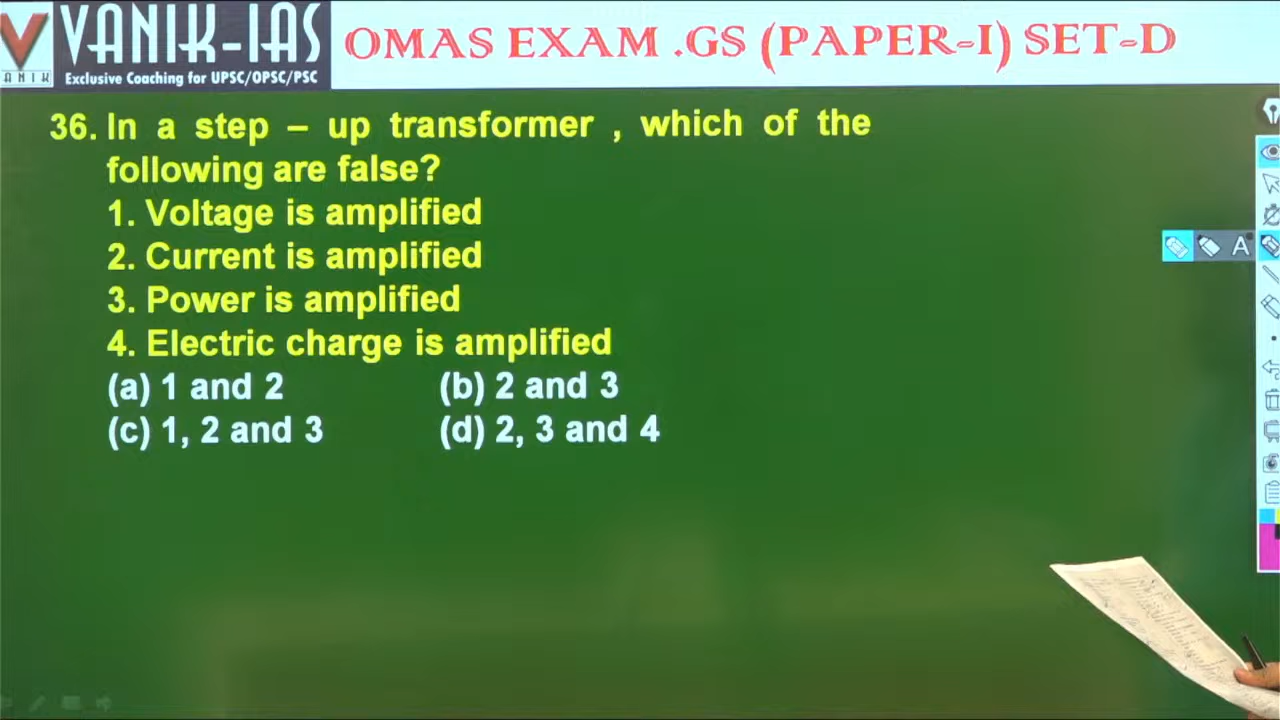 VANIK-IAS
Exclusive Coaching for UPSC/OPSC/PSC
VANIK
OMAS EXAM .GS (PAPER-I) SET-D
36. In a step – up transformer , which of the
following are false?
1. Voltage is amplified
2. Current is amplified
3. Power is amplified
4. Electric charge is amplified
(a) 1 and 2 (b) 2 and 3
(c) 1, 2 and 3 (d) 2, 3 and 4
A